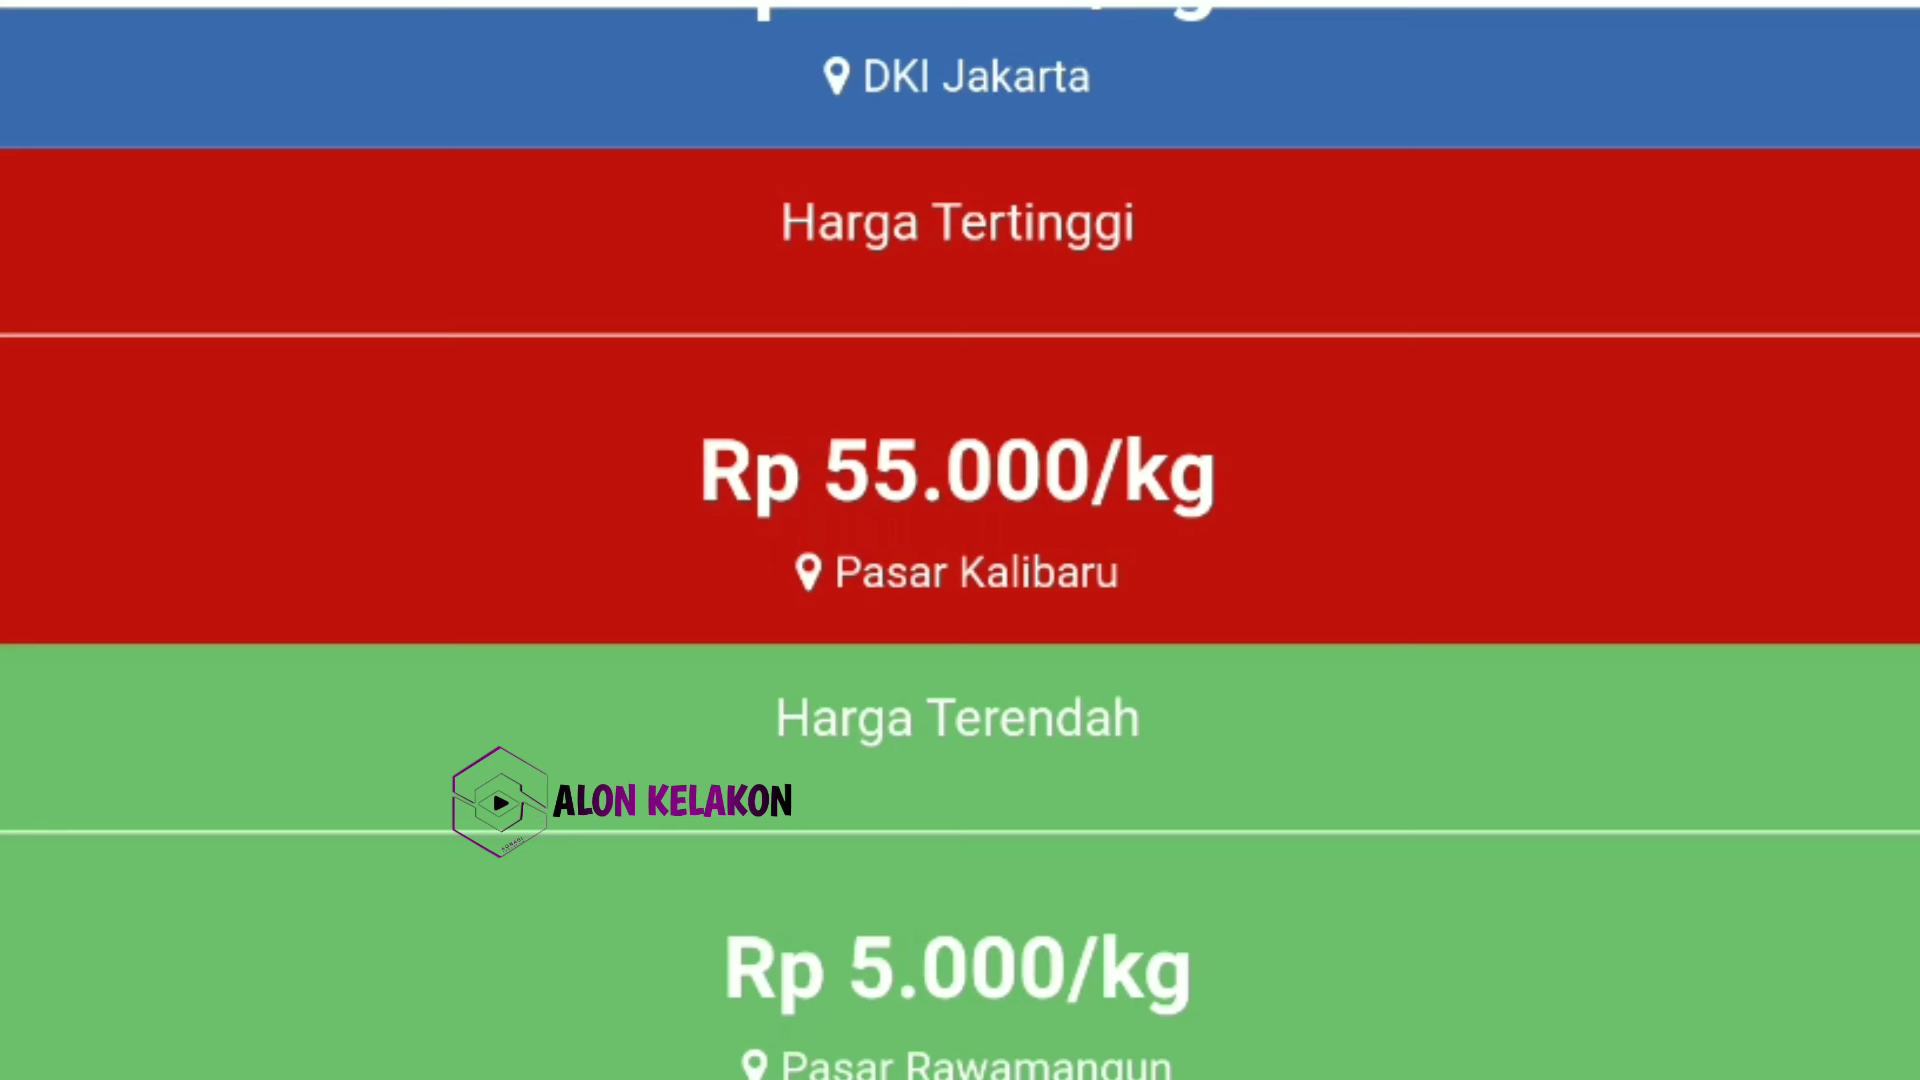 DKI Jakarta
Harga Tertinggi
Rp 55.000/kg
Pasar Kalibaru
Harga Terendah
ALON KELAKON
Rp 5.000/kg
Pasar Rawamangun